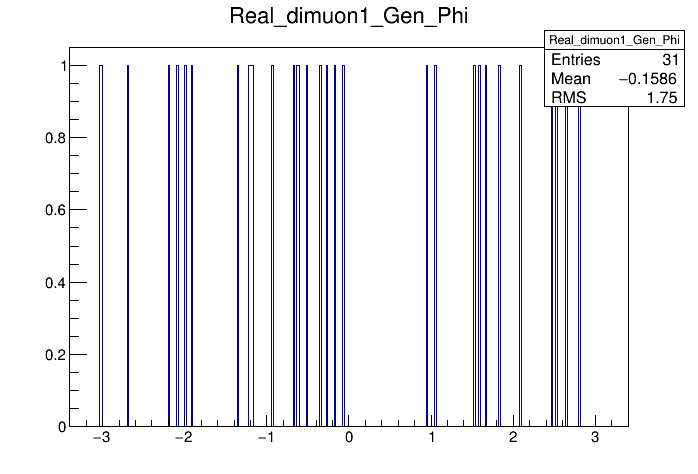 Real_dimuon1_Gen_Phi
Real_dimuon1_Gen_Phi
Entries 31
Mean −0.1586
RMS 1.75
1
0.8
0.6
0.4
0.2
0
−3 −2 −1 0 1 2 3